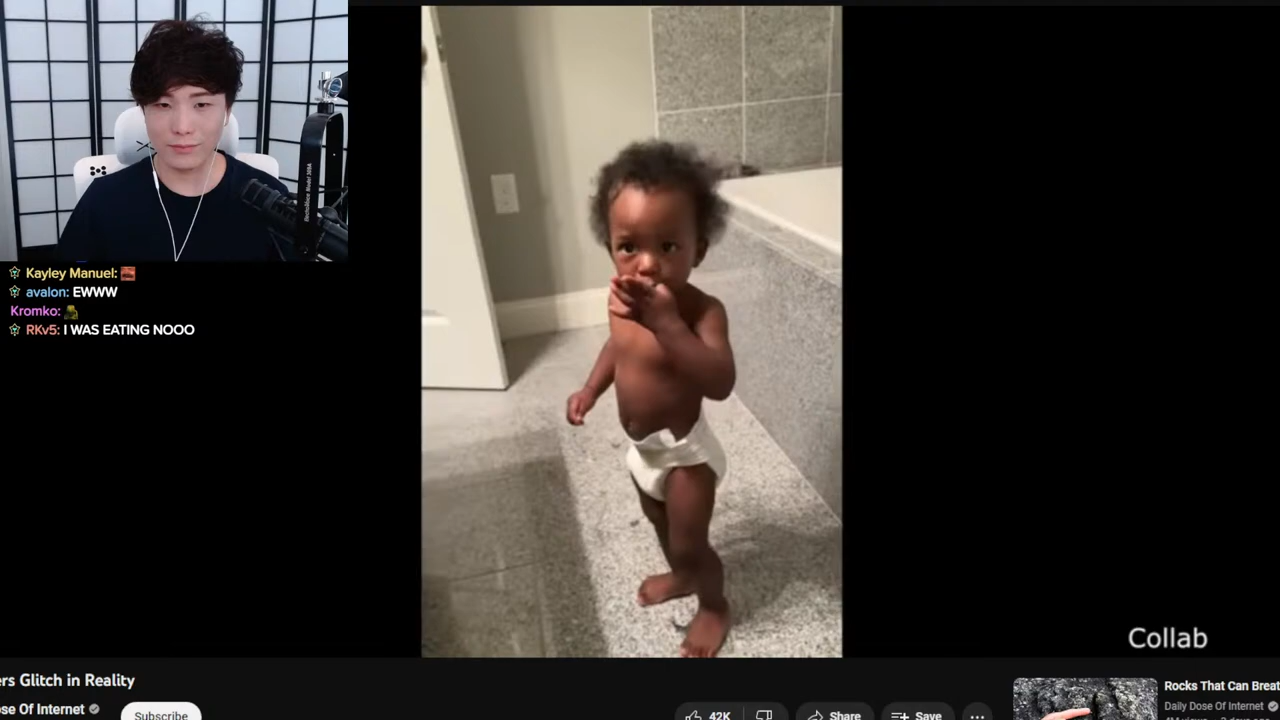 Kayley Manuel:
avalon: EWWW
Kromko:
RKv5: I WAS EATING NOOO
Collab
ers Glitch in Reality
ose Of Internet
Subscribe
42K
Share
Save
Rocks That Can Breat
Daily Dose Of Internet